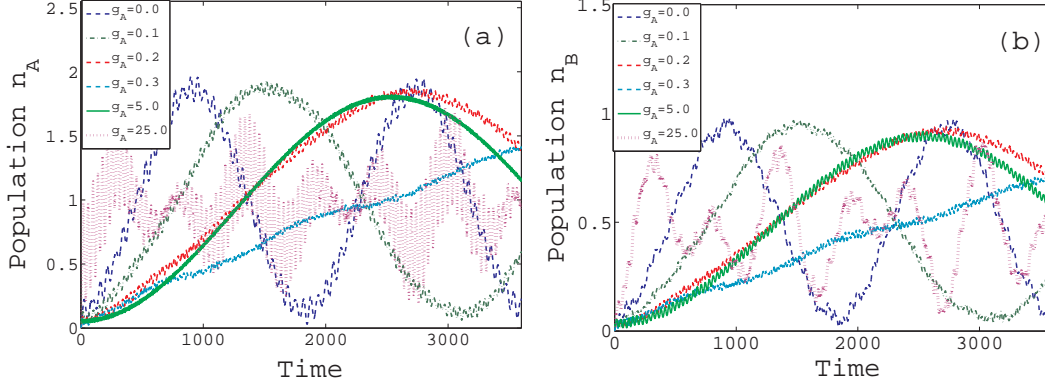 2.5
2
1.5
1
0.5
0
0
1000
2000
3000
Population n_A
Time
(a)
g_A=0.0
g_A=0.1
g_A=0.2
g_A=0.3
g_A=5.0
g_A=25.0
1.5
1
0.5
0
0
1000
2000
3000
Population n_B
Time
(b)
g_A=0.0
g_A=0.1
g_A=0.2
g_A=0.3
g_A=5.0
g_A=25.0